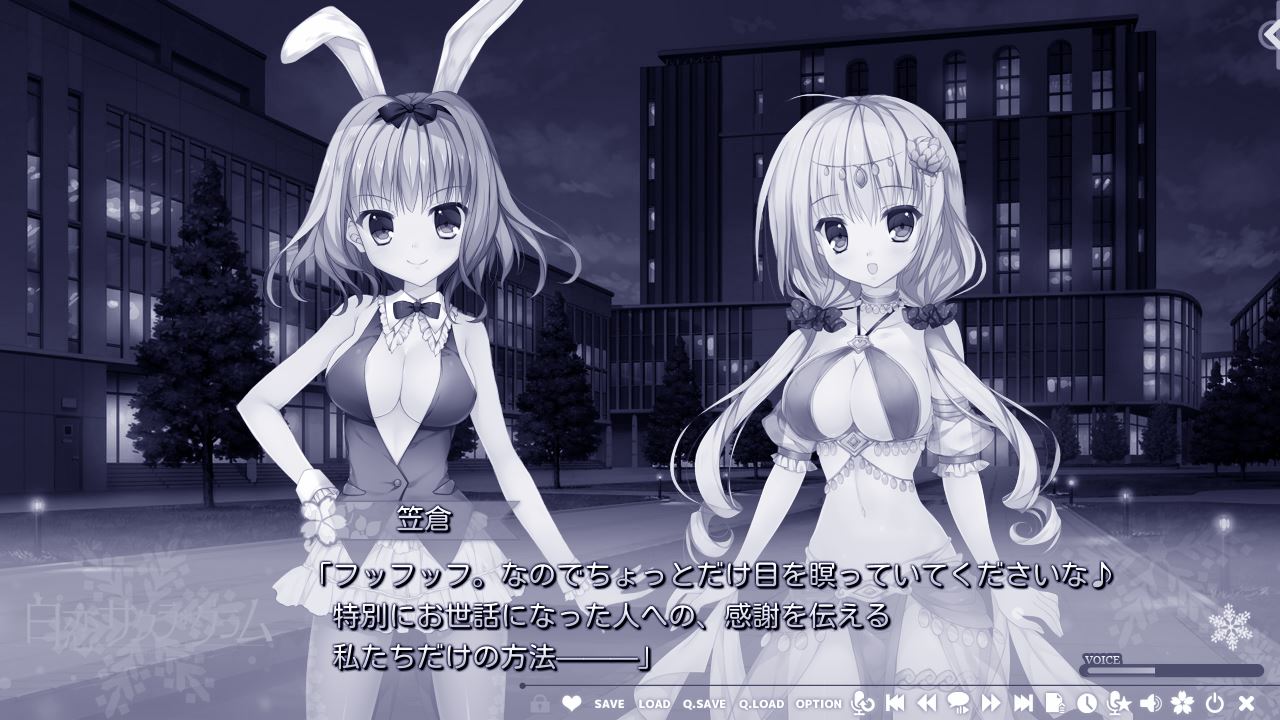 笠倉
「フッフッフ。なのでちょっとだけ目を瞑っていてくださいな♪
特別にお世話になった人への、感謝を伝える
私たちだけの方法―――」
VOICE
SAVE LOAD Q.SAVE Q.LOAD OPTION